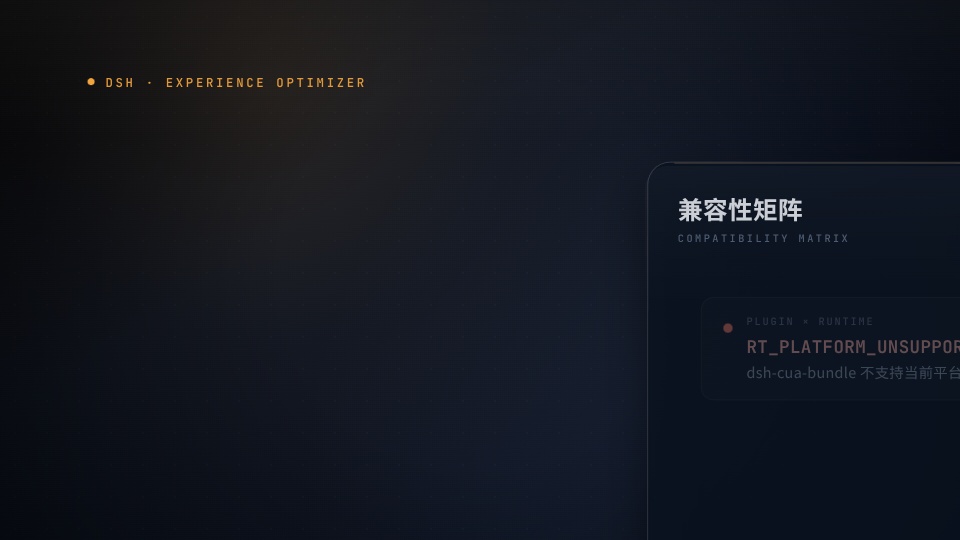 DSH · EXPERIENCE OPTIMIZER
兼容性矩阵
COMPATIBILITY MATRIX
PLUGIN × RUNTIME
RT_PLATFORM_UNSUPPOR
dsh-cua-bundle 不支持当前平台